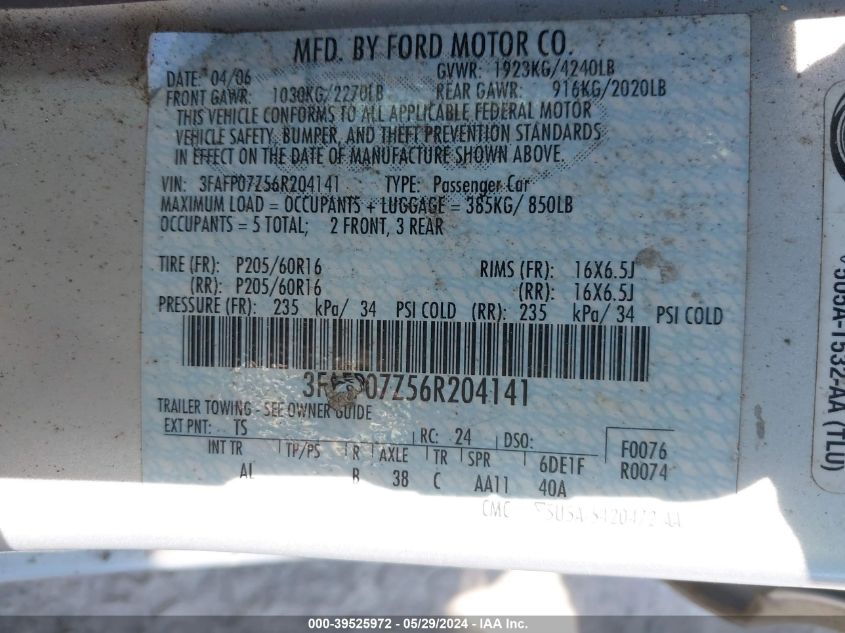 MFD. BY FORD MOTOR CO.
DATE: 04/06 GVWR: 1923KG/4240LB
FRONT GAWR: 1030KG/2270LB REAR GAWR: 916KG/2020LB
THIS VEHICLE CONFORMS TO ALL APPLICABLE FEDERAL MOTOR
VEHICLE SAFETY, BUMPER, AND THEFT PREVENTION STANDARDS
IN EFFECT ON THE DATE OF MANUFACTURE SHOWN ABOVE.
VIN: 3FAFP07Z56R204141 TYPE: Passenger Car
MAXIMUM LOAD = OCCUPANTS + LUGGAGE = 385KG/ 850LB
OCCUPANTS = 5 TOTAL; 2 FRONT, 3 REAR
TIRE (FR): P205/60R16 RIMS (FR): 16X6.5J
(RR): P205/60R16 (RR): 16X6.5J
PRESSURE (FR): 235 kPa/ 34 PSI COLD (RR): 235 kPa/ 34 PSI COLD
3FAFP07Z56R204141
TRAILER TOWING - SEE OWNER GUIDE
EXT PNT: TS RC: 24 DSO: F0076
INT TR TP/PS R AXLE TR SPR 6DE1F R0074
AL B 38 C AA11 40A
CMC
(TLU)
000-39525972 - 05/29/2024 - IAA Inc.